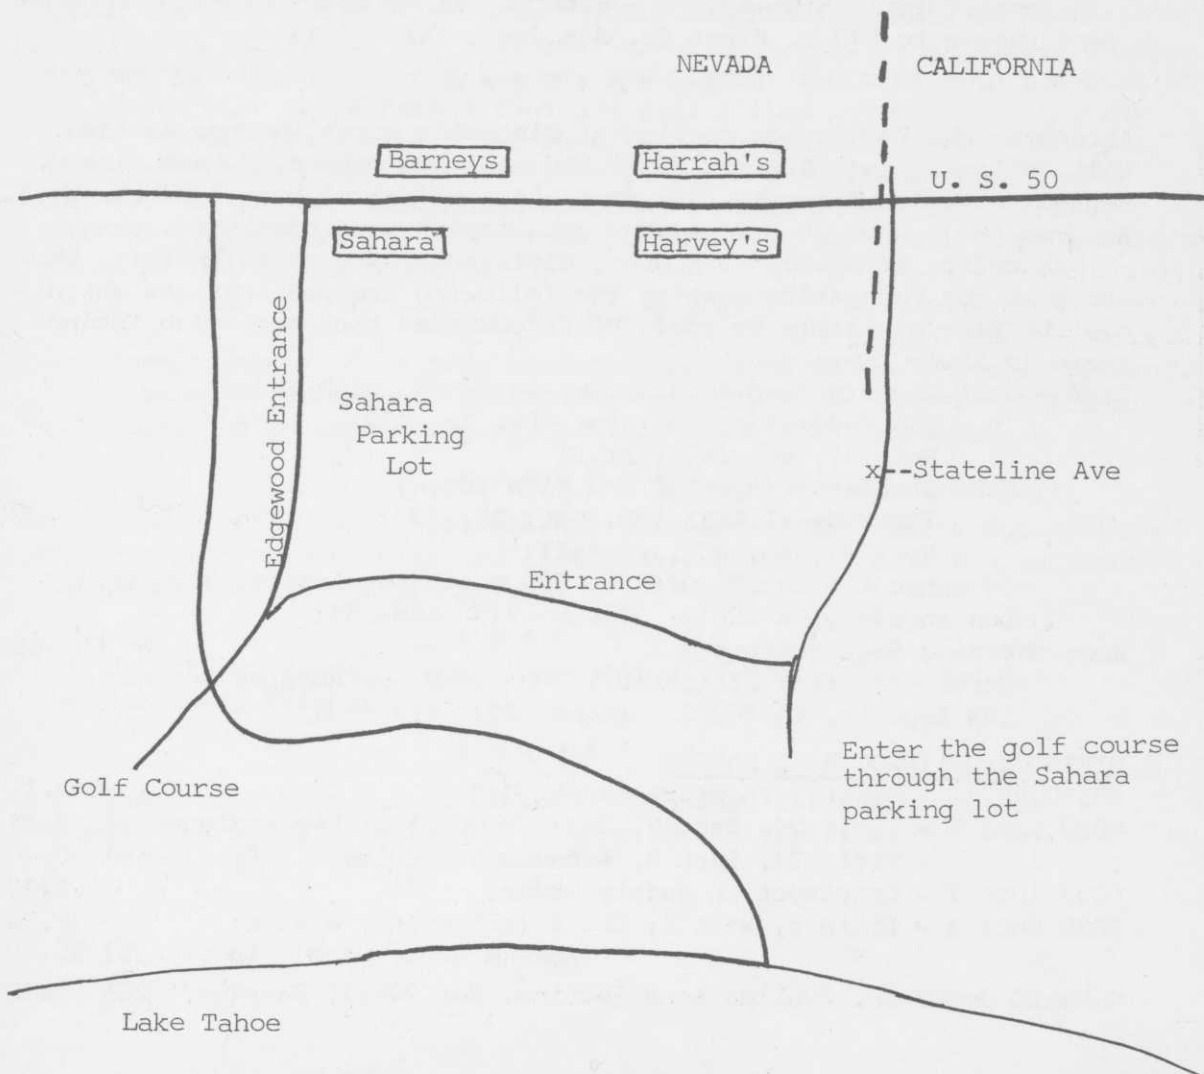 NEVADA CALIFORNIA
Barneys Harrah's
U. S. 50
Sahara Harvey's
Edgewood Entrance
Sahara
Parking
Lot
x--Stateline Ave
Entrance
Enter the golf course
through the Sahara
parking lot
Golf Course
Lake Tahoe